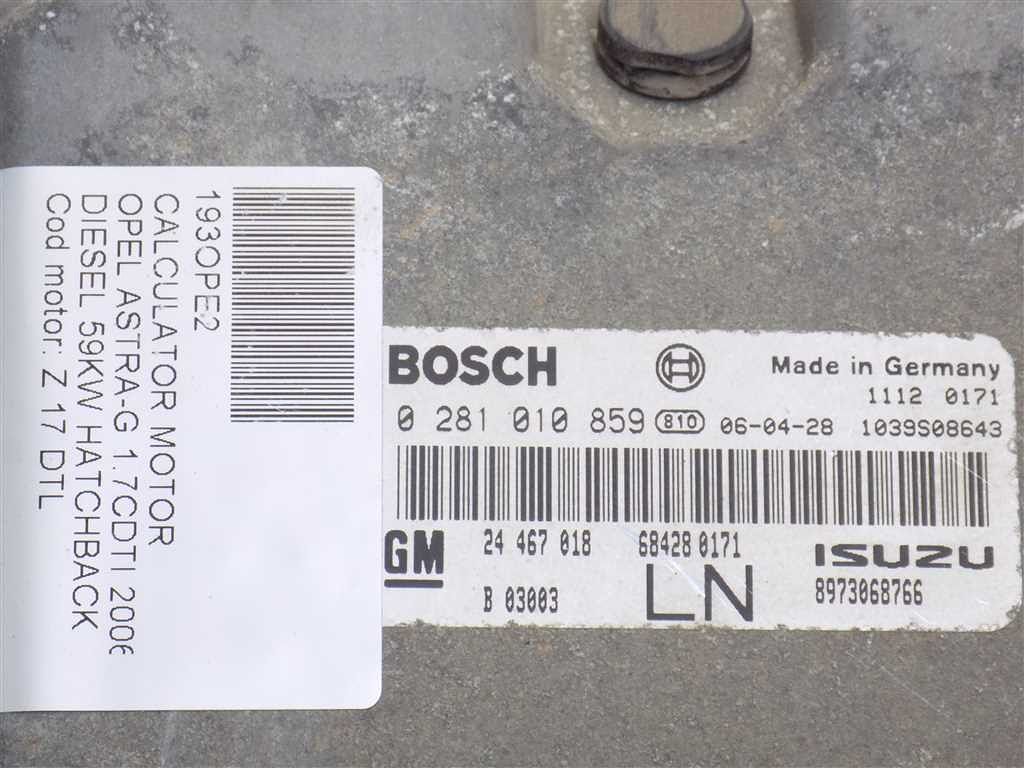 193OPE2
CALCULATOR MOTOR
OPEL ASTRA-G 1.7CDTI 2006
DIESEL 59KW HATCHBACK
Cod motor: Z 17 DTL
BOSCH
Made in Germany
1112 0171
0 281 010 859 810 06-04-28 1039S08643
GM 24 467 018 684280171 ISUZU
B 03003 LN 8973068766